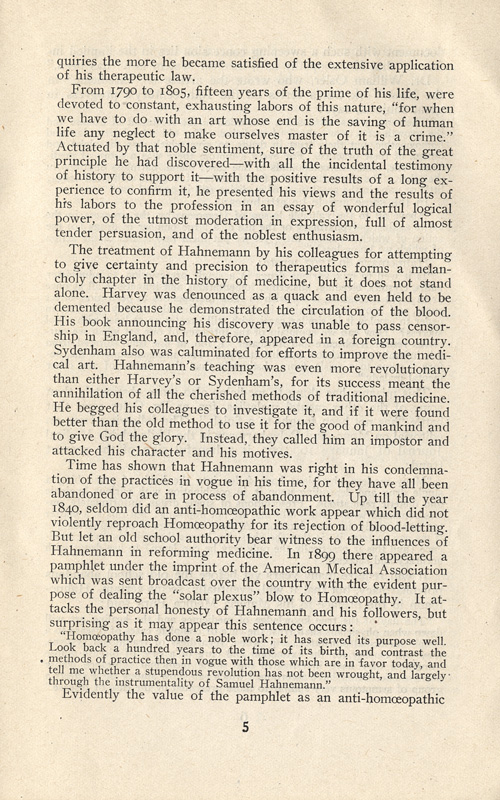 quiries the more he became satisfied of the extensive application
of his therapeutic law.
From 1790 to 1805, fifteen years of the prime of his life, were
devoted to constant, exhausting labors of this nature, “for when
we have to do with an art whose end is the saving of human
life any neglect to make ourselves master of it is a crime.”
Actuated by that noble sentiment, sure of the truth of the great
principle he had discovered—with all the incidental testimony
of history to support it—with the positive results of a long ex-
perience to confirm it, he presented his views and the results of
his labors to the profession in an essay of wonderful logical
power, of the utmost moderation in expression, full of almost
tender persuasion, and of the noblest enthusiasm.
The treatment of Hahnemann by his colleagues for attempting
to give certainty and precision to therapeutics forms a melan-
choly chapter in the history of medicine, but it does not stand
alone. Harvey was denounced as a quack and even held to be
demented because he demonstrated the circulation of the blood.
His book announcing his discovery was unable to pass censor-
ship in England, and, therefore, appeared in a foreign country.
Sydenham also was caluminated for efforts to improve the medi-
cal art. Hahnemann’s teaching was even more revolutionary
than either Harvey’s or Sydenham’s, for its success meant the
annihilation of all the cherished methods of traditional medicine.
He begged his colleagues to investigate it, and if it were found
better than the old method to use it for the good of mankind and
to give God the glory. Instead, they called him an impostor and
attacked his character and his motives.
Time has shown that Hahnemann was right in his condemna-
tion of the practices in vogue in his time, for they have all been
abandoned or are in process of abandonment. Up till the year
1840, seldom did an anti-homœopathic work appear which did not
violently reproach Homœopathy for its rejection of blood-letting.
But let an old school authority bear witness to the influences of
Hahnemann in reforming medicine. In 1899 there appeared a
pamphlet under the imprint of the American Medical Association
which was sent broadcast over the country with the evident pur-
pose of dealing the “solar plexus” blow to Homœopathy. It at-
tacks the personal honesty of Hahnemann and his followers, but
surprising as it may appear this sentence occurs:
“Homœopathy has done a noble work; it has served its purpose well.
Look back a hundred years to the time of its birth, and contrast the
methods of practice then in vogue with those which are in favor today, and
tell me whether a stupendous revolution has not been wrought, and largely
through the instrumentality of Samuel Hahnemann.”
Evidently the value of the pamphlet as an anti-homœopathic
5